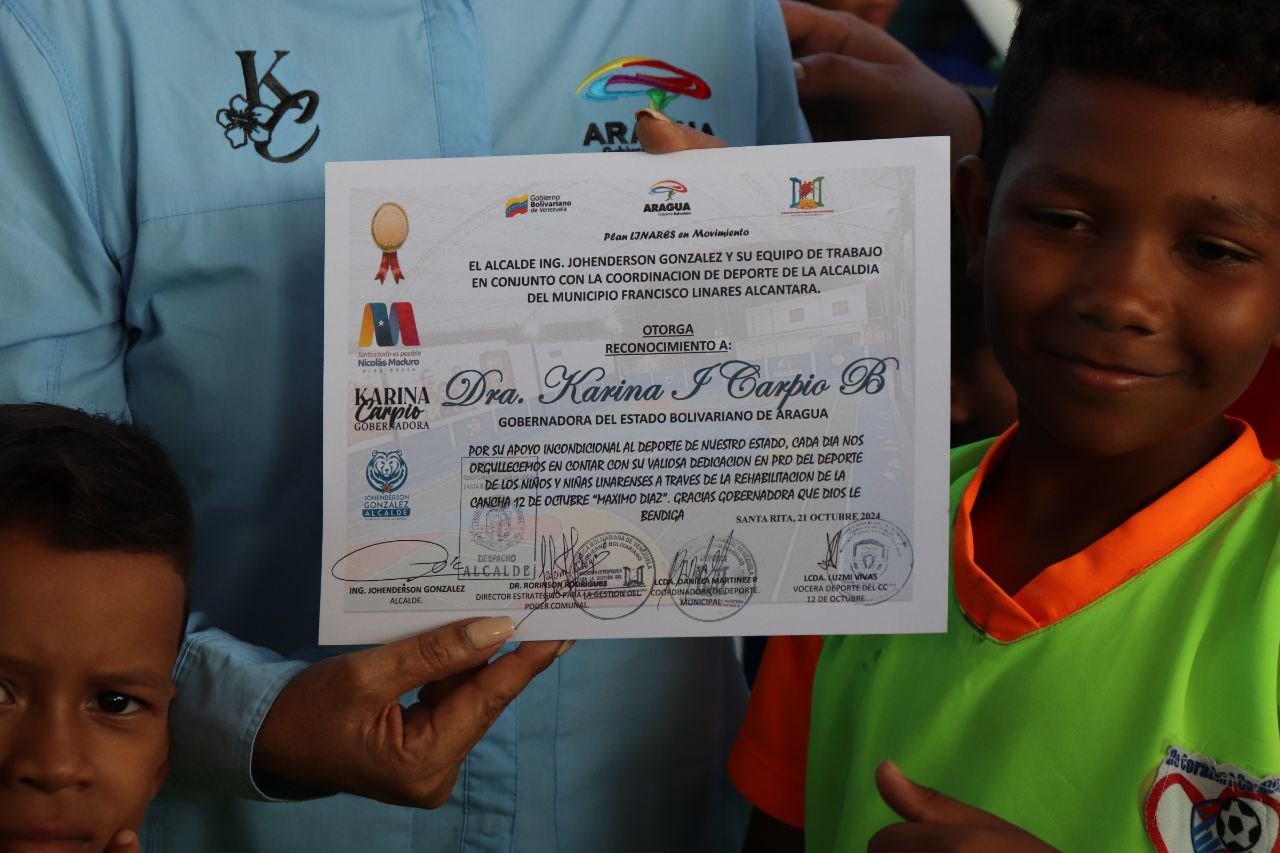 KC
ARAGUA
Gobierno
Bolivariano
de Venezuela
ARAGUA
Plan LINARES en Movimiento
EL ALCALDE ING. JOHENDERSON GONZALEZ Y SU EQUIPO DE TRABAJO
EN CONJUNTO CON LA COORDINACION DE DEPORTE DE LA ALCALDIA
DEL MUNICIPIO FRANCISCO LINARES ALCANTARA.
OTORGA
RECONOCIMIENTO A:
Juntos todo es posible
Nicolás Maduro
KARINA
Carpio
GOBERNADORA
Dra. Karina I Carpio B
GOBERNADORA DEL ESTADO BOLIVARIANO DE ARAGUA
POR SU APOYO INCONDICIONAL AL DEPORTE DE NUESTRO ESTADO, CADA DIA NOS
ORGULLECEMOS EN CONTAR CON SU VALIOSA DEDICACION EN PRO DEL DEPORTE
DE LOS NIÑOS Y NIÑAS LINARENSES A TRAVES DE LA REHABILITACION DE LA
CANCHA 12 DE OCTUBRE "MAXIMO DIAZ". GRACIAS GOBERNADORA QUE DIOS LE
BENDIGA
JOHENDERSON
GONZALEZ
ALCALDE
SANTA RITA, 21 OCTUBRE 2024
DESPACHO
ALCALDE
ING. JOHENDERSON GONZALEZ
ALCALDE.
DR. RORINSON RODRIGUEZ
DIRECTOR ESTRATEGICO PARA LA GESTION DEL
PODER COMUNAL.
LCDA. DANIELA MARTINEZ P
COORDINADORA DE DEPORTE.
MUNICIPAL
LCDA. LUZMI VIVAS
VOCERA DEPORTE DEL CC
12 DE OCTUBRE